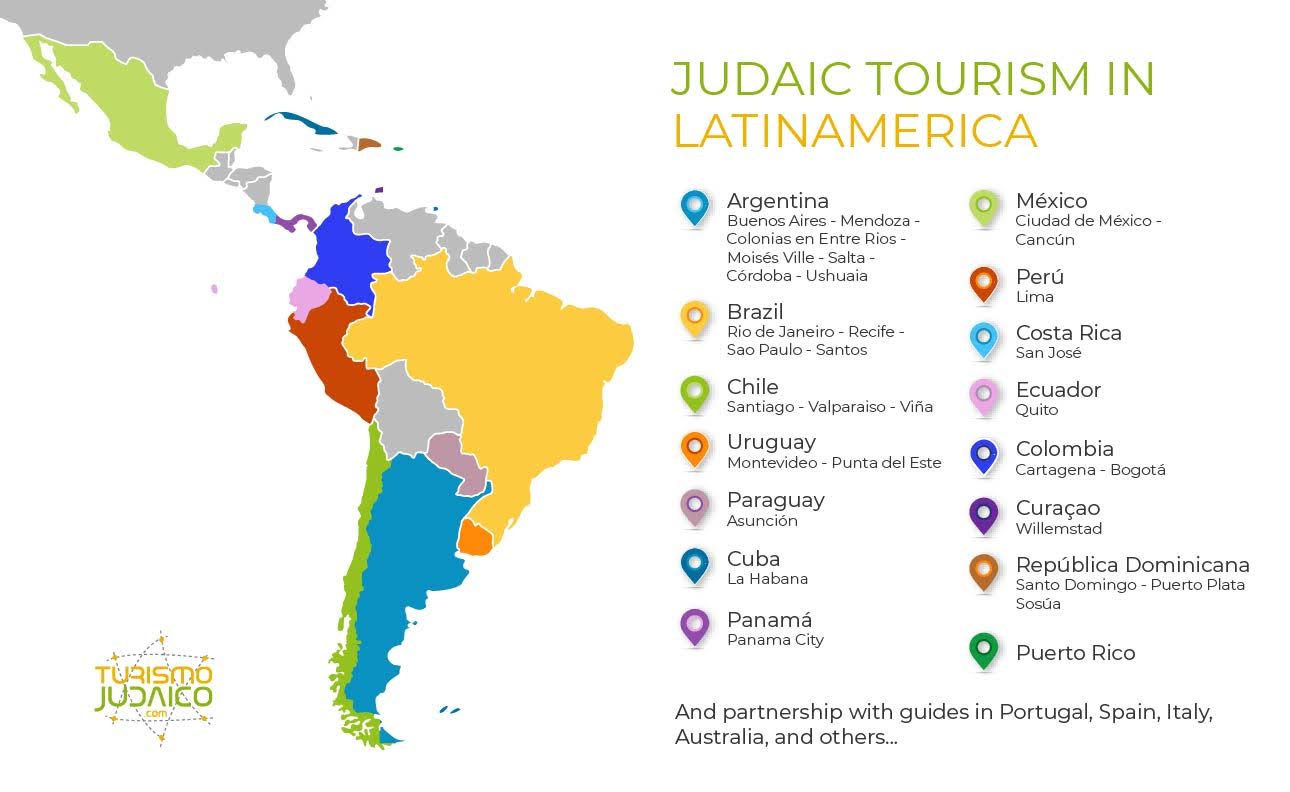 JUDAIC TOURISM IN
LATINAMERICA
Argentina
Buenos Aires - Mendoza -
Colonias en Entre Rios -
Moisés Ville - Salta -
Córdoba - Ushuaia
Brazil
Rio de Janeiro - Recife -
Sao Paulo - Santos
Chile
Santiago - Valparaiso - Viña
Uruguay
Montevideo - Punta del Este
Paraguay
Asunción
Cuba
La Habana
Panamá
Panama City
México
Ciudad de México -
Cancún
Perú
Lima
Costa Rica
San José
Ecuador
Quito
Colombia
Cartagena - Bogotá
Curaçao
Willemstad
República Dominicana
Santo Domingo - Puerto Plata
Sosúa
Puerto Rico
And partnership with guides in Portugal, Spain, Italy,
Australia, and others...
TURISMO
JUDAICO
.com